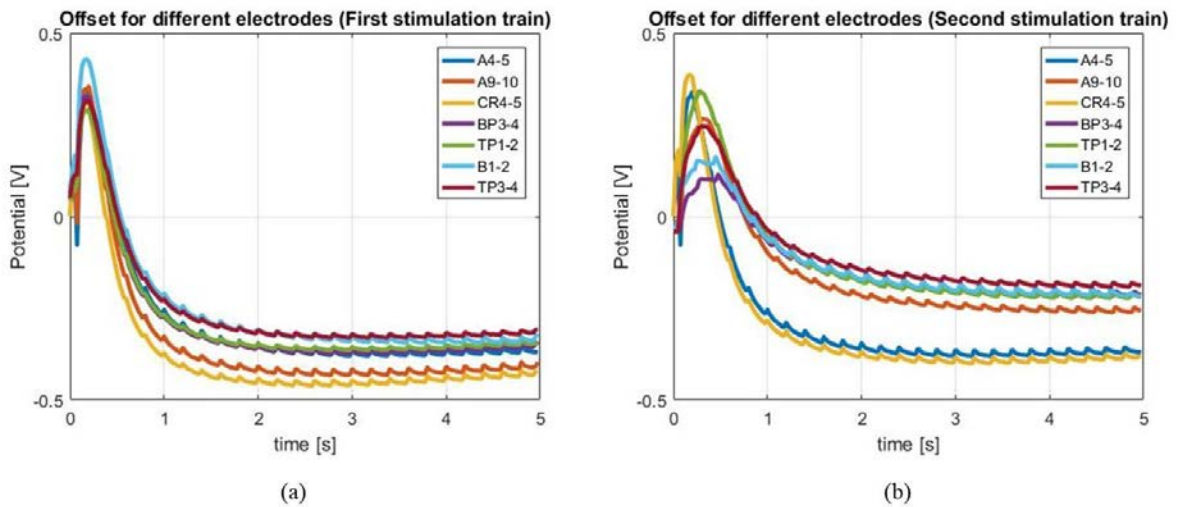 Offset for different electrodes (First stimulation train)
0.5
0
-0.5
Potential [V]
0 1 2 3 4 5
time [s]
A4-5
A9-10
CR4-5
BP3-4
TP1-2
B1-2
TP3-4
(a)
Offset for different electrodes (Second stimulation train)
0.5
0
-0.5
Potential [V]
0 1 2 3 4 5
time [s]
A4-5
A9-10
CR4-5
BP3-4
TP1-2
B1-2
TP3-4
(b)